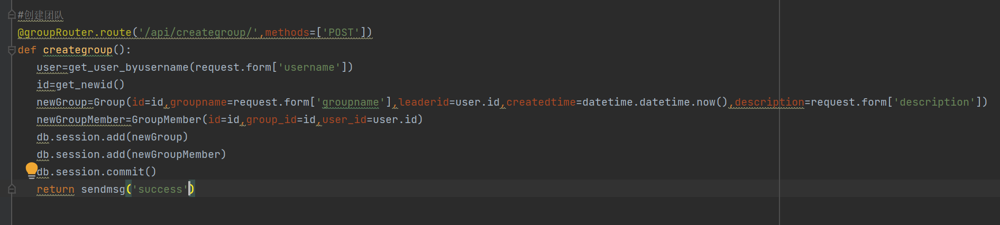 #创建团队
@groupRouter.route('/api/creategroup/',methods=['POST'])
def creategroup():
    user=get_user_byusername(request.form['username'])
    id=get_newid()
    newGroup=Group(id=id,groupname=request.form['groupname'],leaderid=user.id,createdtime=datetime.datetime.now(),description=request.form['description'])
    newGroupMember=GroupMember(id=id,group_id=id,user_id=user.id)
    db.session.add(newGroup)
    db.session.add(newGroupMember)
    db.session.commit()
    return sendmsg('success')